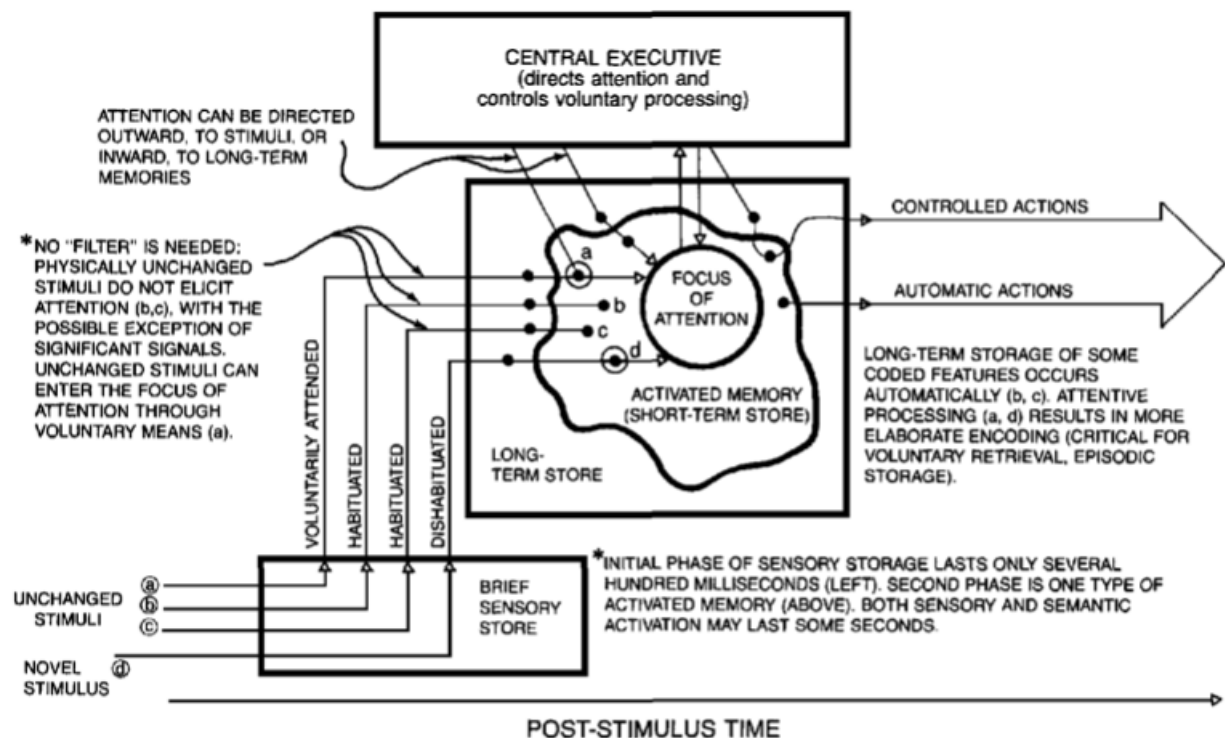 CENTRAL EXECUTIVE
(directs attention and
controls voluntary processing)
ATTENTION CAN BE DIRECTED
OUTWARD, TO STIMULI, OR
INWARD, TO LONG-TERM
MEMORIES
*NO "FILTER" IS NEEDED:
PHYSICALLY UNCHANGED
STIMULI DO NOT ELICIT
ATTENTION (b,c), WITH THE
POSSIBLE EXCEPTION OF
SIGNIFICANT SIGNALS.
UNCHANGED STIMULI CAN
ENTER THE FOCUS OF
ATTENTION THROUGH
VOLUNTARY MEANS (a).
a
b
c
d
FOCUS
OF
ATTENTION
ACTIVATED MEMORY
(SHORT-TERM STORE)
LONG-
TERM STORE
CONTROLLED ACTIONS
AUTOMATIC ACTIONS
LONG-TERM STORAGE OF SOME
CODED FEATURES OCCURS
AUTOMATICALLY (b, c). ATTENTIVE
PROCESSING (a, d) RESULTS IN MORE
ELABORATE ENCODING (CRITICAL FOR
VOLUNTARY RETRIEVAL, EPISODIC
STORAGE).
VOLUNTARILY ATTENDED
HABITUATED
HABITUATED
DISHABITUATED
UNCHANGED
STIMULI
a
b
c
NOVEL
STIMULUS
d
BRIEF
SENSORY
STORE
*INITIAL PHASE OF SENSORY STORAGE LASTS ONLY SEVERAL
HUNDRED MILLISECONDS (LEFT). SECOND PHASE IS ONE TYPE OF
ACTIVATED MEMORY (ABOVE). BOTH SENSORY AND SEMANTIC
ACTIVATION MAY LAST SOME SECONDS.
POST-STIMULUS TIME